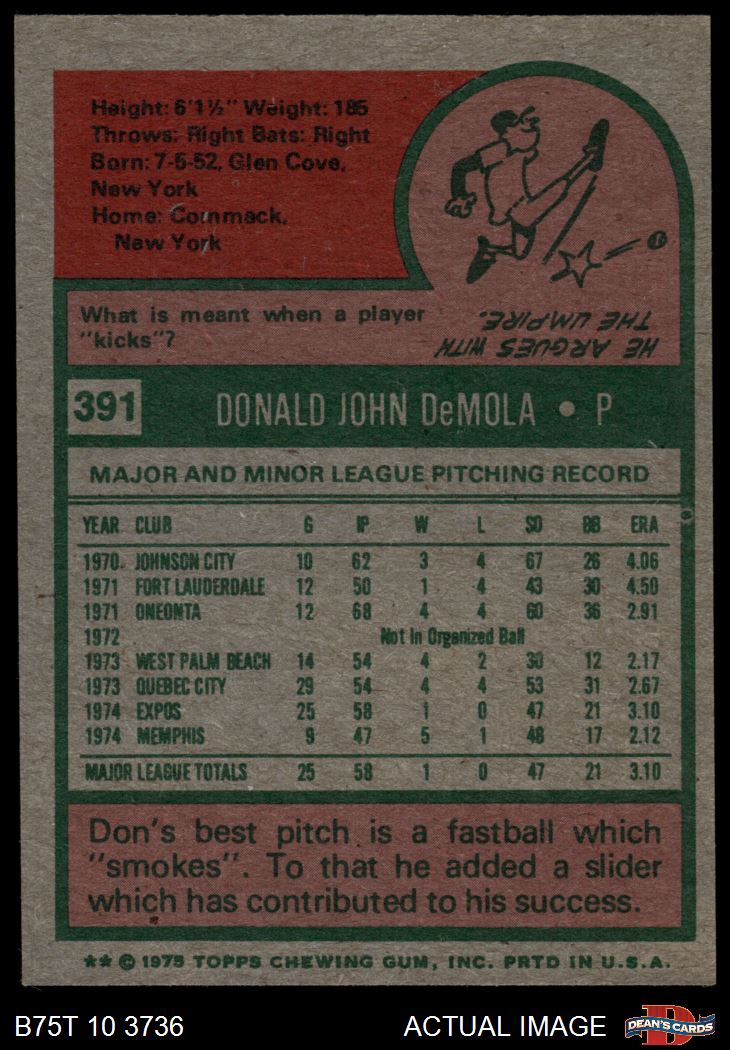 Height: 6'1½" Weight: 185
Throws: Right Bats: Right
Born: 7-5-52, Glen Cove,
New York
Home: Commack,
New York
What is meant when a player
"kicks"?
HE ARGUES WITH
THE UMPIRE.
391 DONALD JOHN DeMOLA • P
MAJOR AND MINOR LEAGUE PITCHING RECORD
YEAR CLUB G IP W L SO BB ERA
1970 JOHNSON CITY 10 62 3 4 67 26 4.06
1971 FORT LAUDERDALE 12 50 1 4 43 30 4.50
1971 ONEONTA 12 68 4 4 60 36 2.91
1972 Not In Organized Ball
1973 WEST PALM BEACH 14 54 4 2 30 12 2.17
1973 QUEBEC CITY 29 54 4 4 53 31 2.67
1974 EXPOS 25 58 1 0 47 21 3.10
1974 MEMPHIS 9 47 5 1 48 17 2.12
MAJOR LEAGUE TOTALS 25 58 1 0 47 21 3.10
Don's best pitch is a fastball which
"smokes". To that he added a slider
which has contributed to his success.
** © 1975 TOPPS CHEWING GUM, INC. PRTD IN U.S.A.
B75T 10 3736 ACTUAL IMAGE
D
DEAN'S CARDS